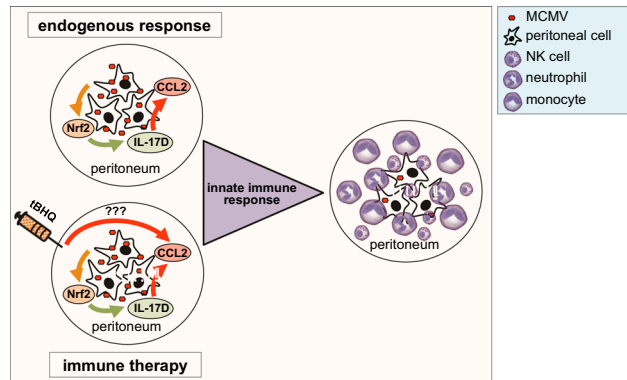 endogenous response
CCL2
Nrf2
IL-17D
peritoneum
tBHQ
???
CCL2
Nrf2
IL-17D
peritoneum
immune therapy
innate immune
response
peritoneum
MCMV
peritoneal cell
NK cell
neutrophil
monocyte